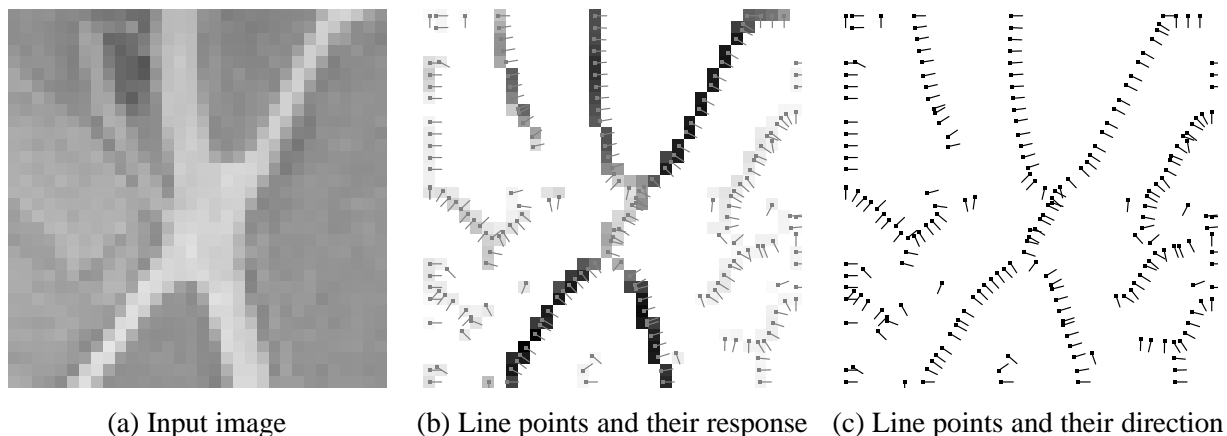 (a) Input image (b) Line points and their response (c) Line points and their direction